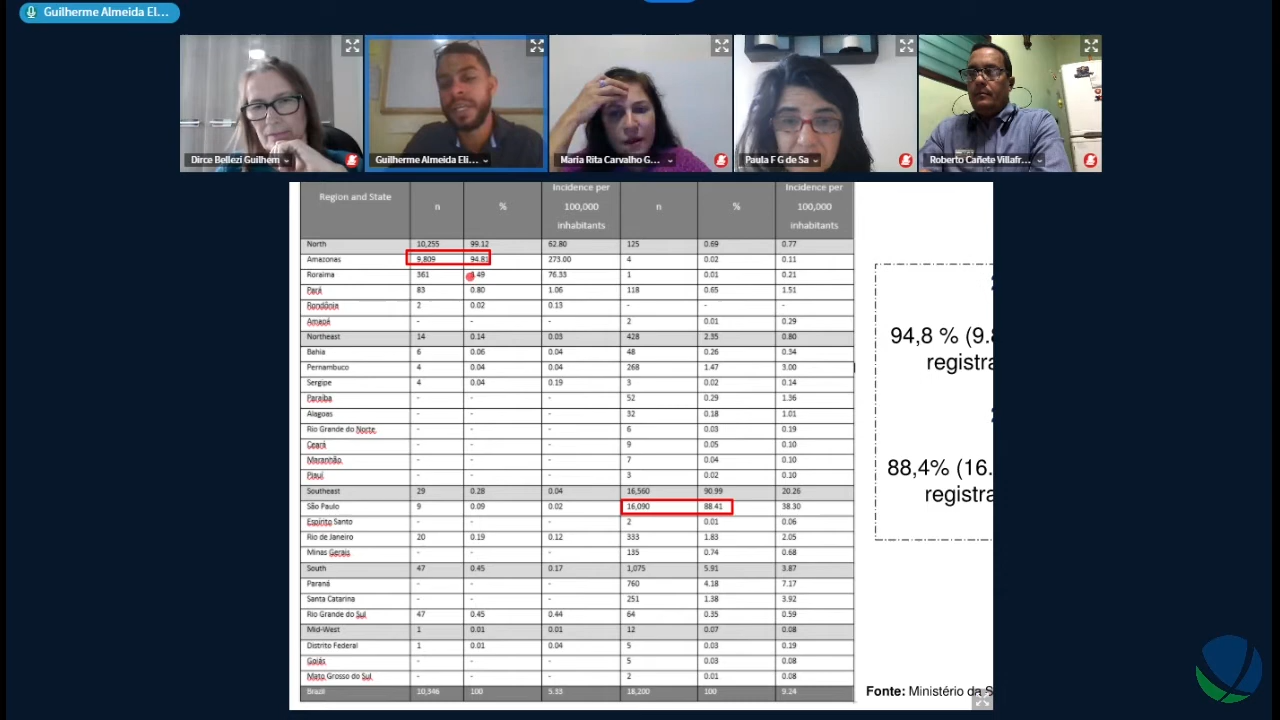 Guilherme Almeida El...
Dirce Bellezi Guilhem
Guilherme Almeida Eli...
Maria Rita Carvalho G...
Paula F G de Sa
Roberto Cañete Villafr...
Region and State n % Incidence per 100,000 inhabitants n % Incidence per 100,000 inhabitants
North 10,255 99.12 62.80 125 0.69 0.77
Amazonas 9,809 94.81 273.00 4 0.02 0.11
Roraima 361 .49 76.33 1 0.01 0.21
Pará 83 0.80 1.06 118 0.65 1.51
Rondônia 2 0.02 0.13 - - -
Amapá - - - 2 0.01 0.29
Northeast 14 0.14 0.03 428 2.35 0.80
Bahia 6 0.06 0.04 48 0.26 0.34
Pernambuco 4 0.04 0.04 268 1.47 3.00
Sergipe 4 0.04 0.19 3 0.02 0.14
Paraíba - - - 52 0.29 1.36
Alagoas - - - 32 0.18 1.01
Rio Grande do Norte - - - 6 0.03 0.19
Ceará - - - 9 0.05 0.10
Maranhão - - - 7 0.04 0.10
Piauí - - - 3 0.02 0.10
Southeast 29 0.28 0.04 16,560 90.99 20.26
São Paulo 9 0.09 0.02 16,090 88.41 38.30
Espírito Santo - - - 2 0.01 0.06
Rio de Janeiro 20 0.19 0.12 333 1.83 2.05
Minas Gerais - - - 135 0.74 0.68
South 47 0.45 0.17 1,075 5.91 3.87
Paraná - - - 760 4.18 7.17
Santa Catarina - - - 251 1.38 3.92
Rio Grande do Sul 47 0.45 0.44 64 0.35 0.59
Mid-West 1 0.01 0.01 12 0.07 0.08
Distrito Federal 1 0.01 0.04 5 0.03 0.19
Goiás - - - 5 0.03 0.08
Mato Grosso do Sul - - - 2 0.01 0.08
Brazil 10,346 100 5.33 18,200 100 9.24
94,8 % (9.8
registra
88,4% (16.
registra
Fonte: Ministério da S